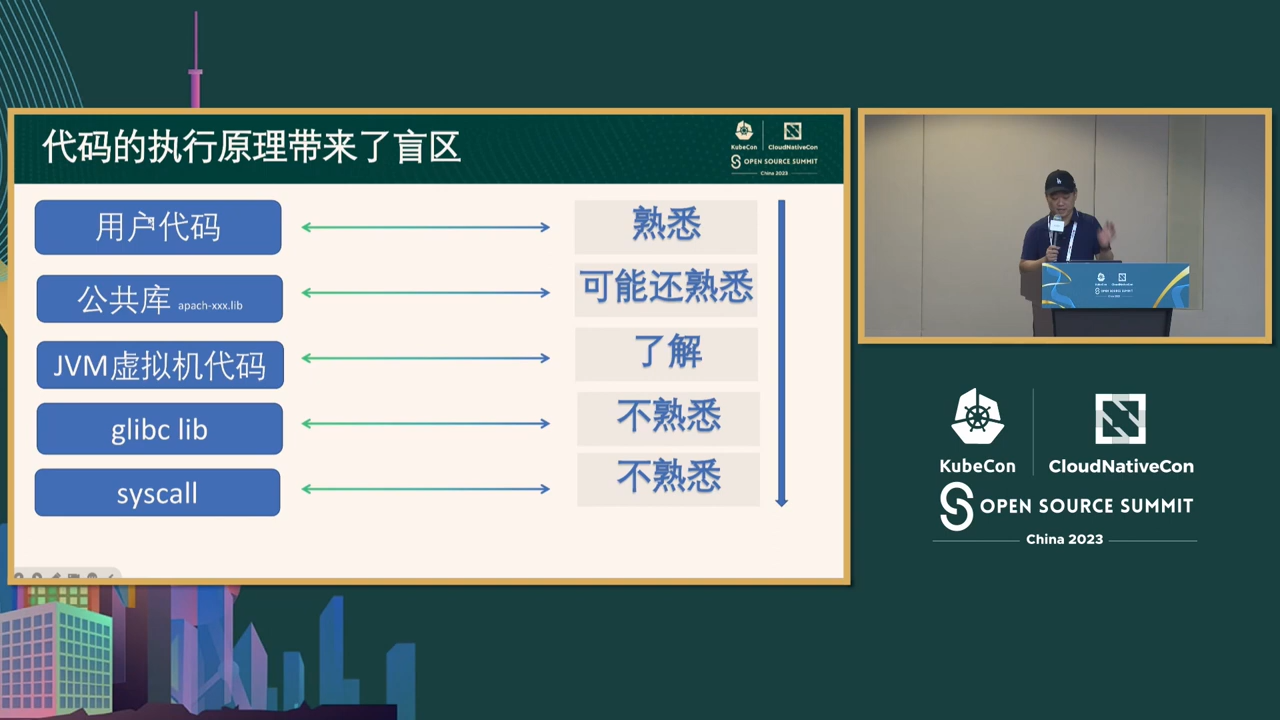 代码的执行原理带来了盲区
KubeCon
CloudNativeCon
OPEN SOURCE SUMMIT
China 2023
用户代码
熟悉
公共库 apach-xxx.lib
可能还熟悉
JVM虚拟机代码
了解
glibc lib
不熟悉
syscall
不熟悉
KubeCon
CloudNativeCon
OPEN SOURCE SUMMIT
China 2023